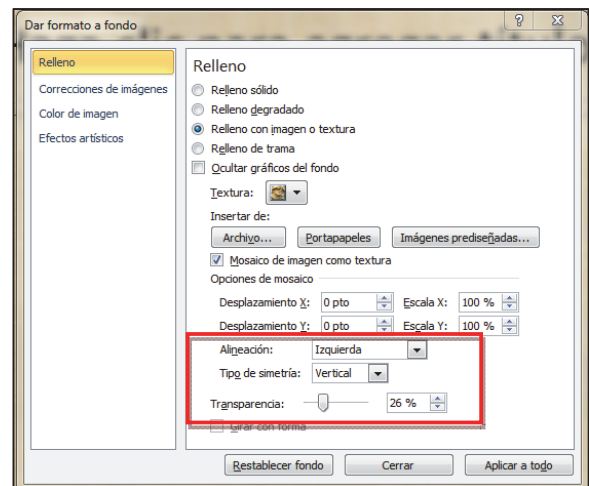 Dar formato a fondo
Relleno
Correcciones de imágenes
Color de imagen
Efectos artísticos
Relleno
Relleno sólido
Relleno degradado
Relleno con imagen o textura
Relleno de trama
Ocultar gráficos del fondo
Textura:
Insertar de:
Archivo... Portapapeles Imágenes prediseñadas...
Mosaico de imagen como textura
Opciones de mosaico
Desplazamiento X: 0 pto Escala X: 100 %
Desplazamiento Y: 0 pto Escala Y: 100 %
Alineación: Izquierda
Tipo de simetría: Vertical
Transparencia: 26 %
Girar con forma
Restablecer fondo Cerrar Aplicar a todo